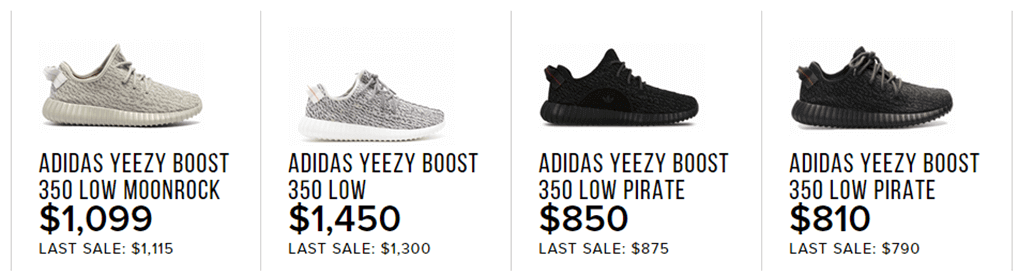 ADIDAS YEEZY BOOST
350 LOW MOONROCK
$1,099
LAST SALE: $1,115
ADIDAS YEEZY BOOST
350 LOW
$1,450
LAST SALE: $1,300
ADIDAS YEEZY BOOST
350 LOW PIRATE
$850
LAST SALE: $875
ADIDAS YEEZY BOOST
350 LOW PIRATE
$810
LAST SALE: $790